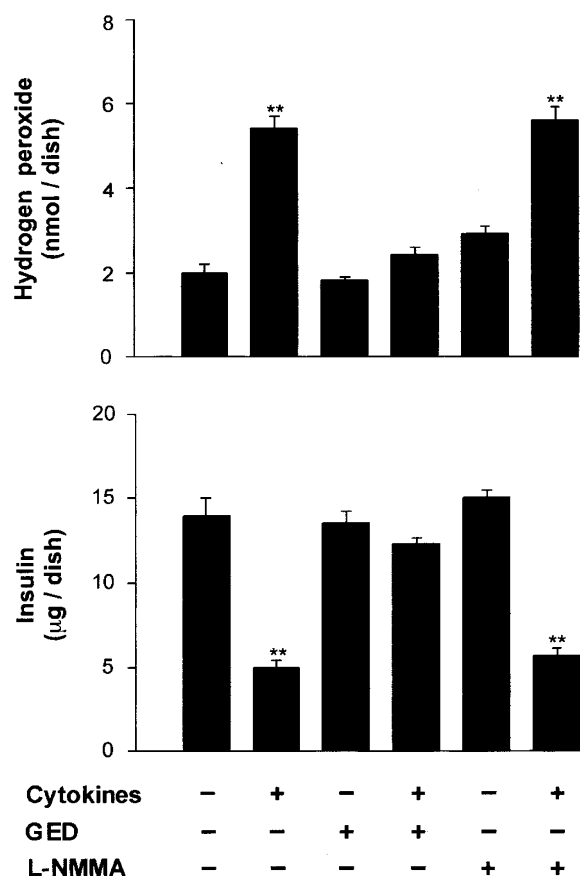 Hydrogen peroxide
(nmol / dish)
8
6
4
2
0
**
**
Insulin
(μg / dish)
20
15
10
5
0
**
**
Cytokines − + − + − +
GED − − + + − −
L-NMMA − − − − + +